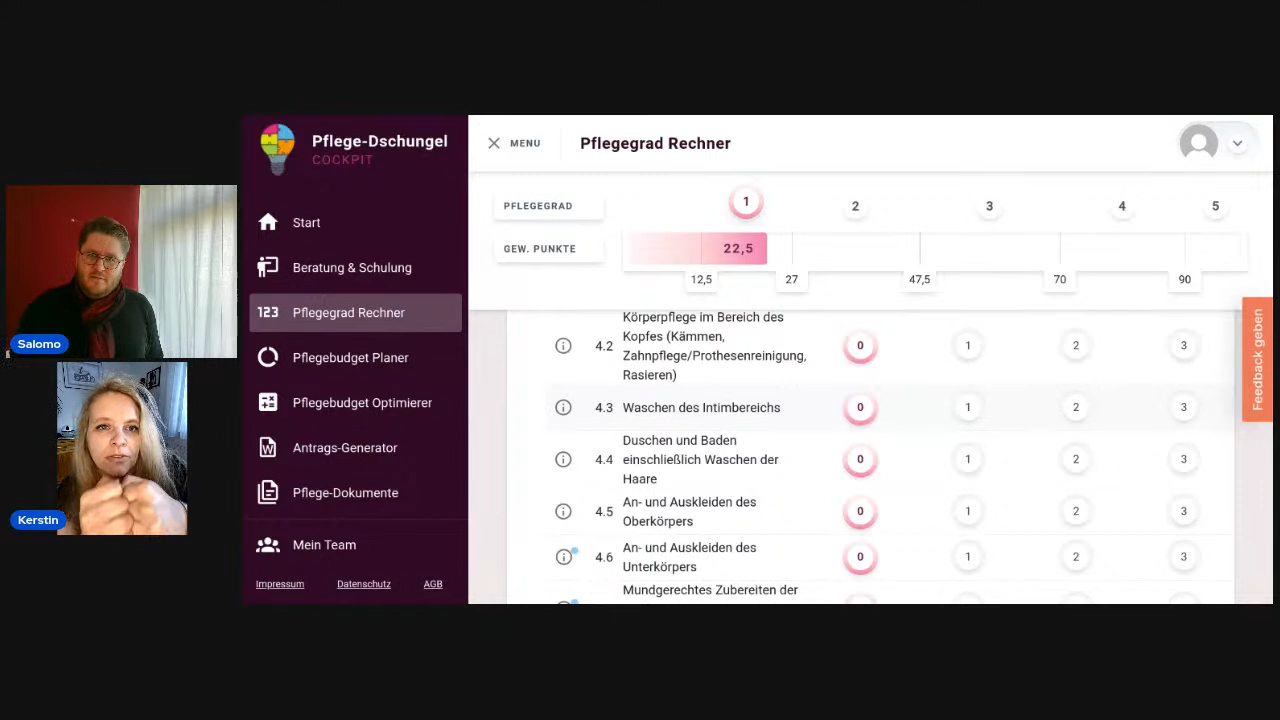 Salomo
Kerstin
Pflege-Dschungel
COCKPIT
Start
Beratung & Schulung
123 Pflegegrad Rechner
Pflegebudget Planer
Pflegebudget Optimierer
Antrags-Generator
Pflege-Dokumente
Mein Team
Impressum Datenschutz AGB
MENU Pflegegrad Rechner
PFLEGEGRAD 1 2 3 4 5
GEW. PUNKTE 22,5
12,5 27 47,5 70 90
Körperpflege im Bereich des
Kopfes (Kämmen,
4.2 0 1 2 3
Zahnpflege/Prothesenreinigung,
Rasieren)
4.3 Waschen des Intimbereichs 0 1 2 3
Duschen und Baden
4.4 einschließlich Waschen der 0 1 2 3
Haare
An- und Auskleiden des
4.5 0 1 2 3
Oberkörpers
An- und Auskleiden des
4.6 0 1 2 3
Unterkörpers
Mundgerechtes Zubereiten der
Feedback geben